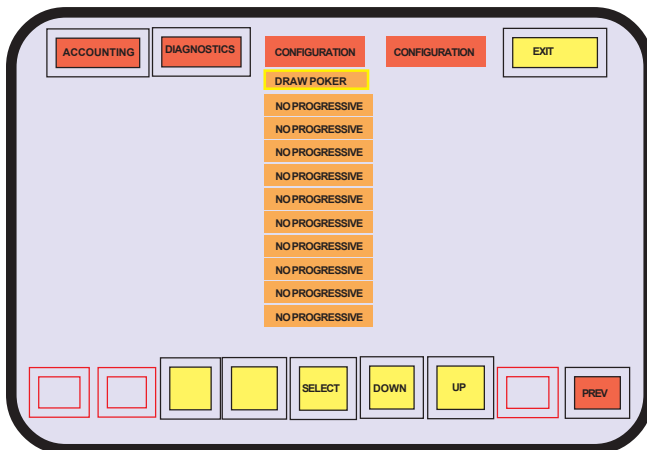 ACCOUNTING
DIAGNOSTICS
CONFIGURATION
CONFIGURATION
EXIT
DRAW POKER
NO PROGRESSIVE
NO PROGRESSIVE
NO PROGRESSIVE
NO PROGRESSIVE
NO PROGRESSIVE
NO PROGRESSIVE
NO PROGRESSIVE
NO PROGRESSIVE
NO PROGRESSIVE
NO PROGRESSIVE
SELECT
DOWN
UP
PREV